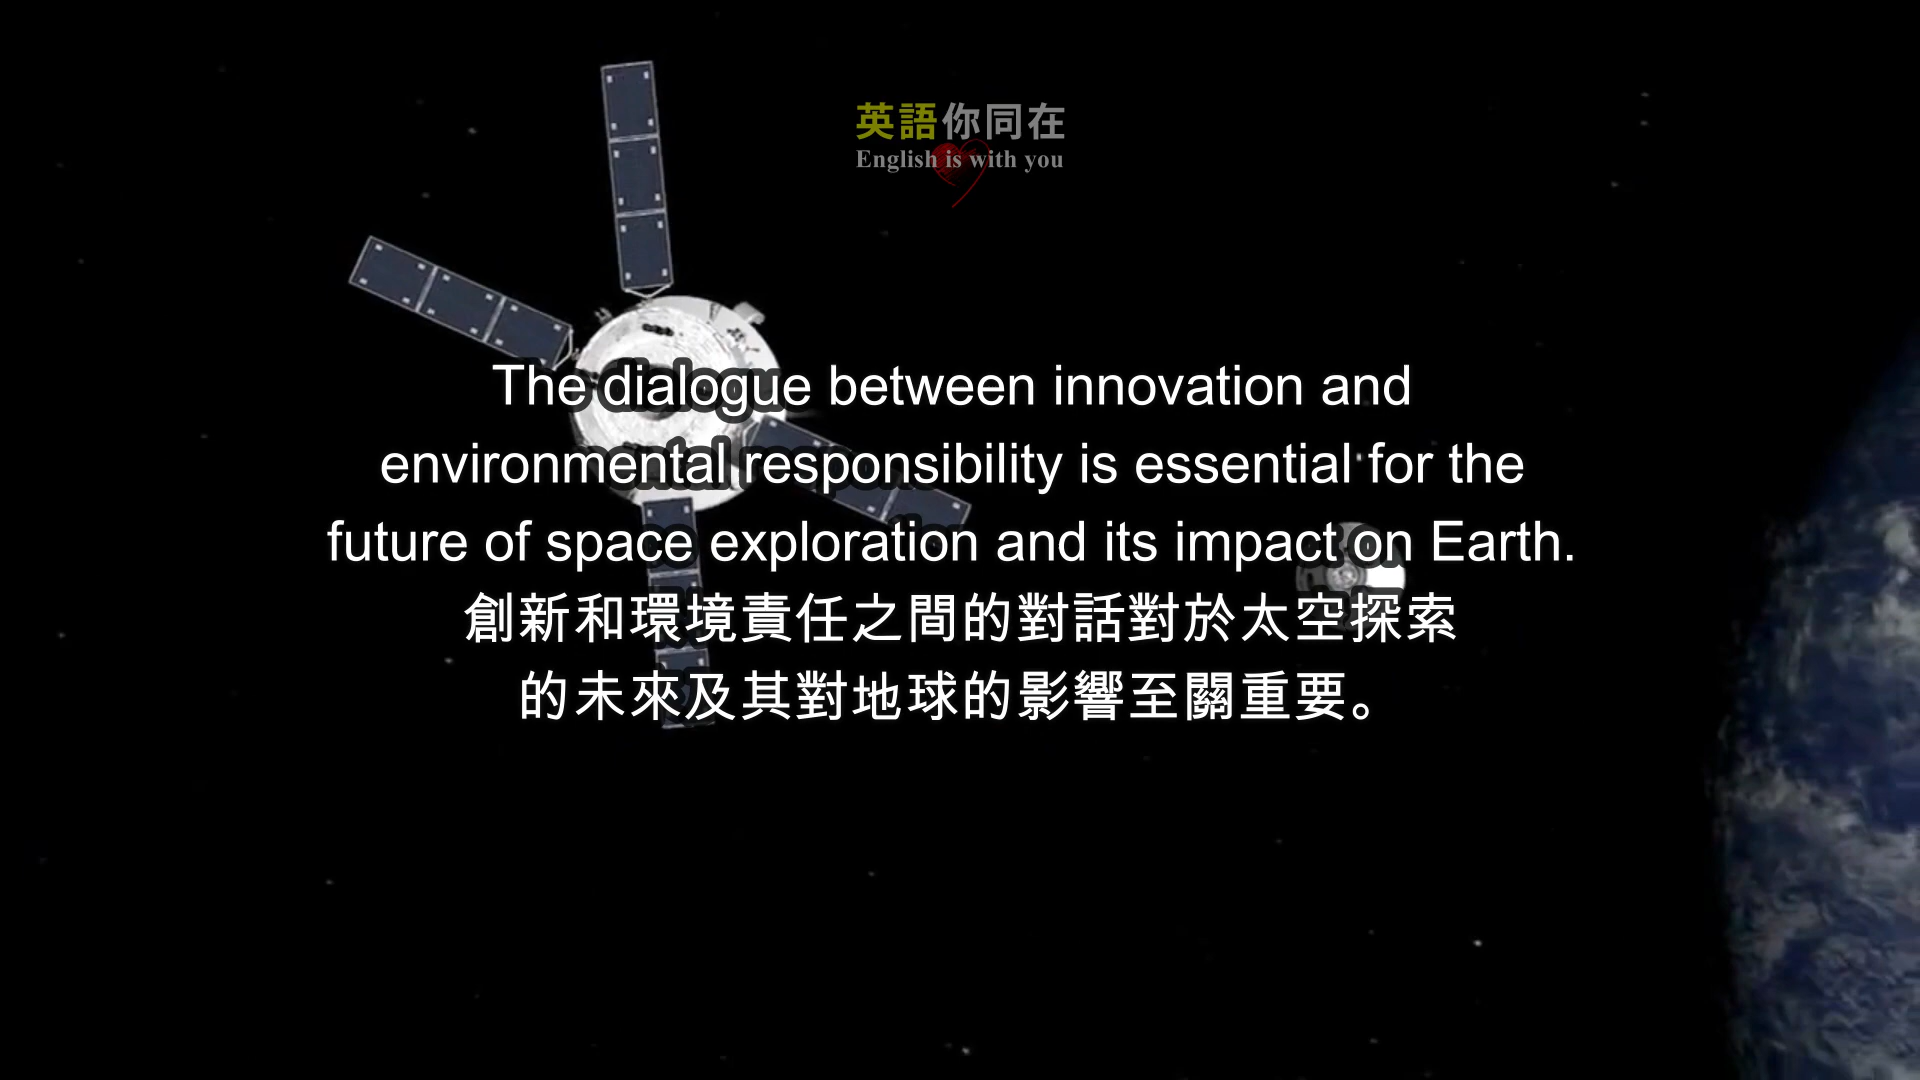 英語你同在
English is with you
The dialogue between innovation and
environmental responsibility is essential for the
future of space exploration and its impact on Earth.
創新和環境責任之間的對話對於太空探索
的未來及其對地球的影響至關重要。